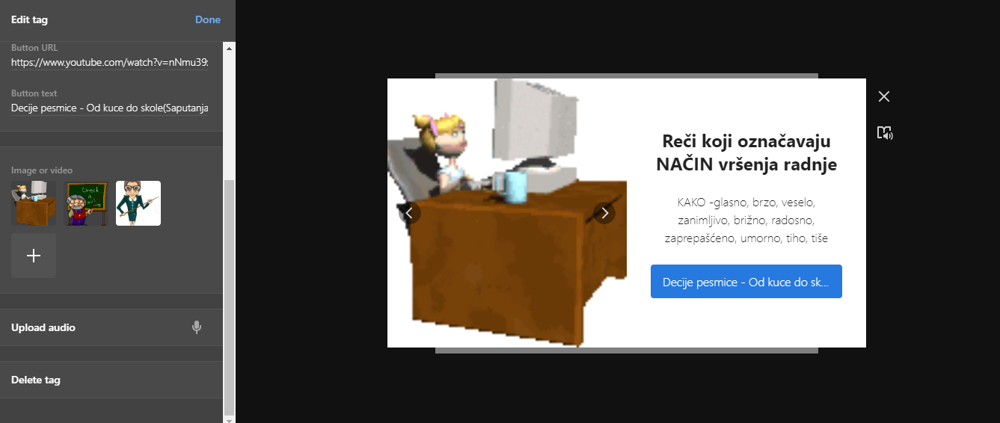 Edit tag
Done
Button URL
https://www.youtube.com/watch?v=nNmu39
Button text
Decije pesmice - Od kuce do skole(Saputanja
Image or video
Check
Upload audio
Delete tag
Reči koji označavaju
NAČIN vršenja radnje
KAKO -glasno, brzo, veselo,
zanimljivo, brižno, radosno,
zaprepašćeno, umorno, tiho, tiše
Decije pesmice - Od kuce do sk...